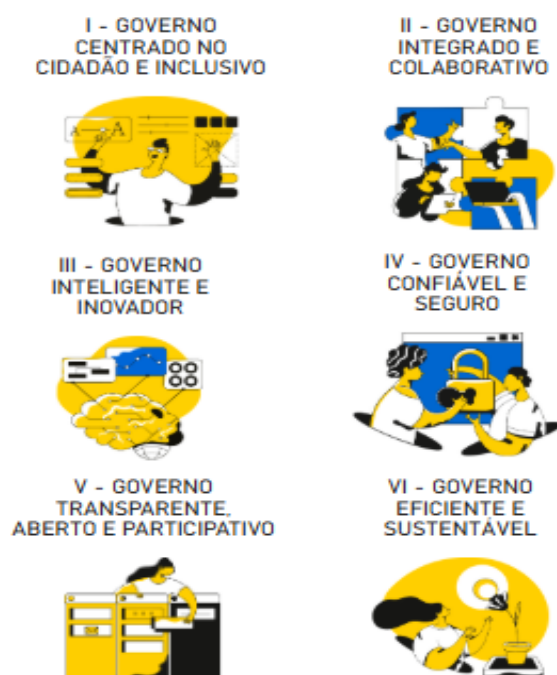 I - GOVERNO
CENTRADO NO
CIDADÃO E INCLUSIVO
II - GOVERNO
INTEGRADO E
COLABORATIVO
III - GOVERNO
INTELIGENTE E
INOVADOR
IV - GOVERNO
CONFIÁVEL E
SEGURO
V - GOVERNO
TRANSPARENTE,
ABERTO E PARTICIPATIVO
VI - GOVERNO
EFICIENTE E
SUSTENTÁVEL